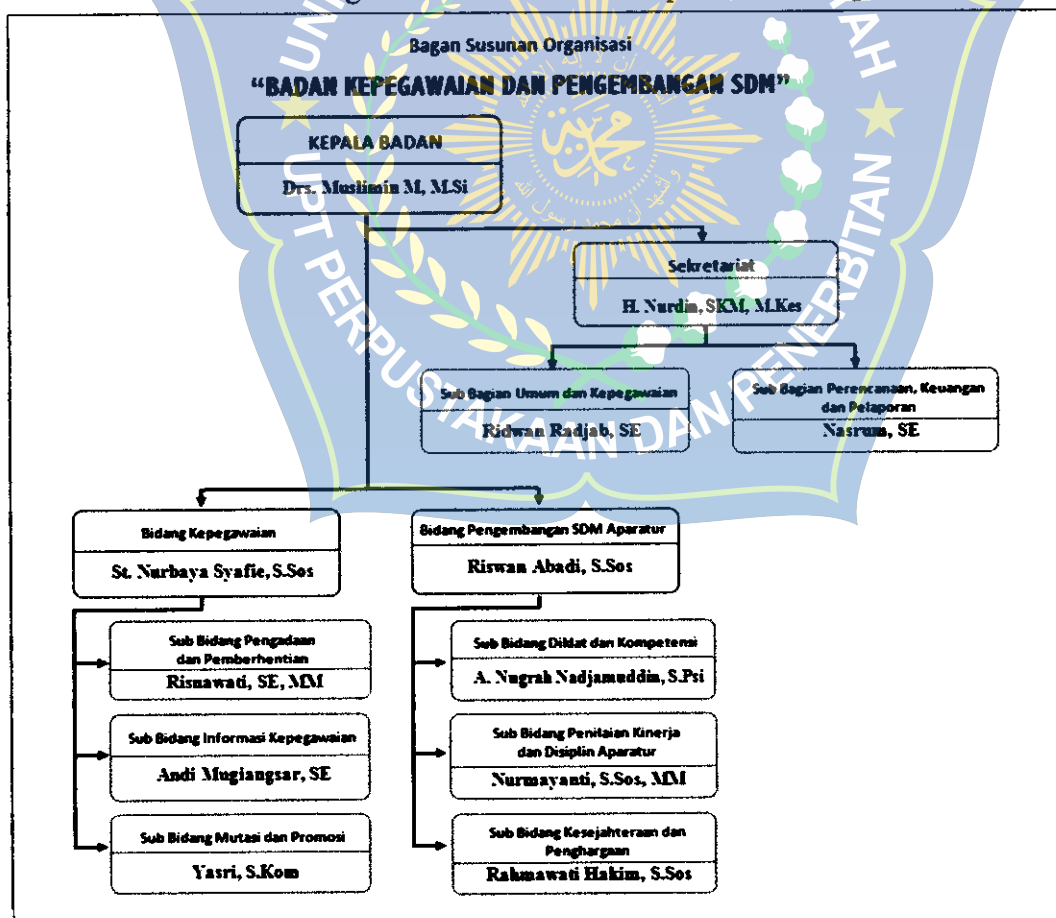 Bagan Susunan Organisasi
"BADAN KEPEGAWAIAN DAN PENGEMBANGAN SDM"
KEPALA BADAN
Drs. Muslimin M, M.Si
Sekretariat
H. Nurdin, SKM, M.Kes
Sub Bagian Umum dan Kepegawaian
Ridwan Radjab, SE
Sub Bagian Perencanaan, Keuangan
dan Pelaporan
Nasrum, SE
Bidang Kepegawaian
St. Nurbaya Syafie, S.Sos
Bidang Pengembangan SDM Aparatur
Riswan Abadi, S.Sos
Sub Bidang Pengadaan
dan Pemberhentian
Risnawati, SE, MM
Sub Bidang Informasi Kepegawaian
Andi Mugiangsar, SE
Sub Bidang Mutasi dan Promosi
Yasri, S.Kom
Sub Bidang Diklat dan Kompetensi
A. Nugrah Nadjamuddin, S.Psi
Sub Bidang Penilaian Kinerja
dan Disiplin Aparatur
Nurmayanti, S.Sos, MM
Sub Bidang Kesejahteraan dan
Penghargaan
Rahmawati Hakim, S.Sos
UPT PERPUSTAKAAN DAN PENERBITAN